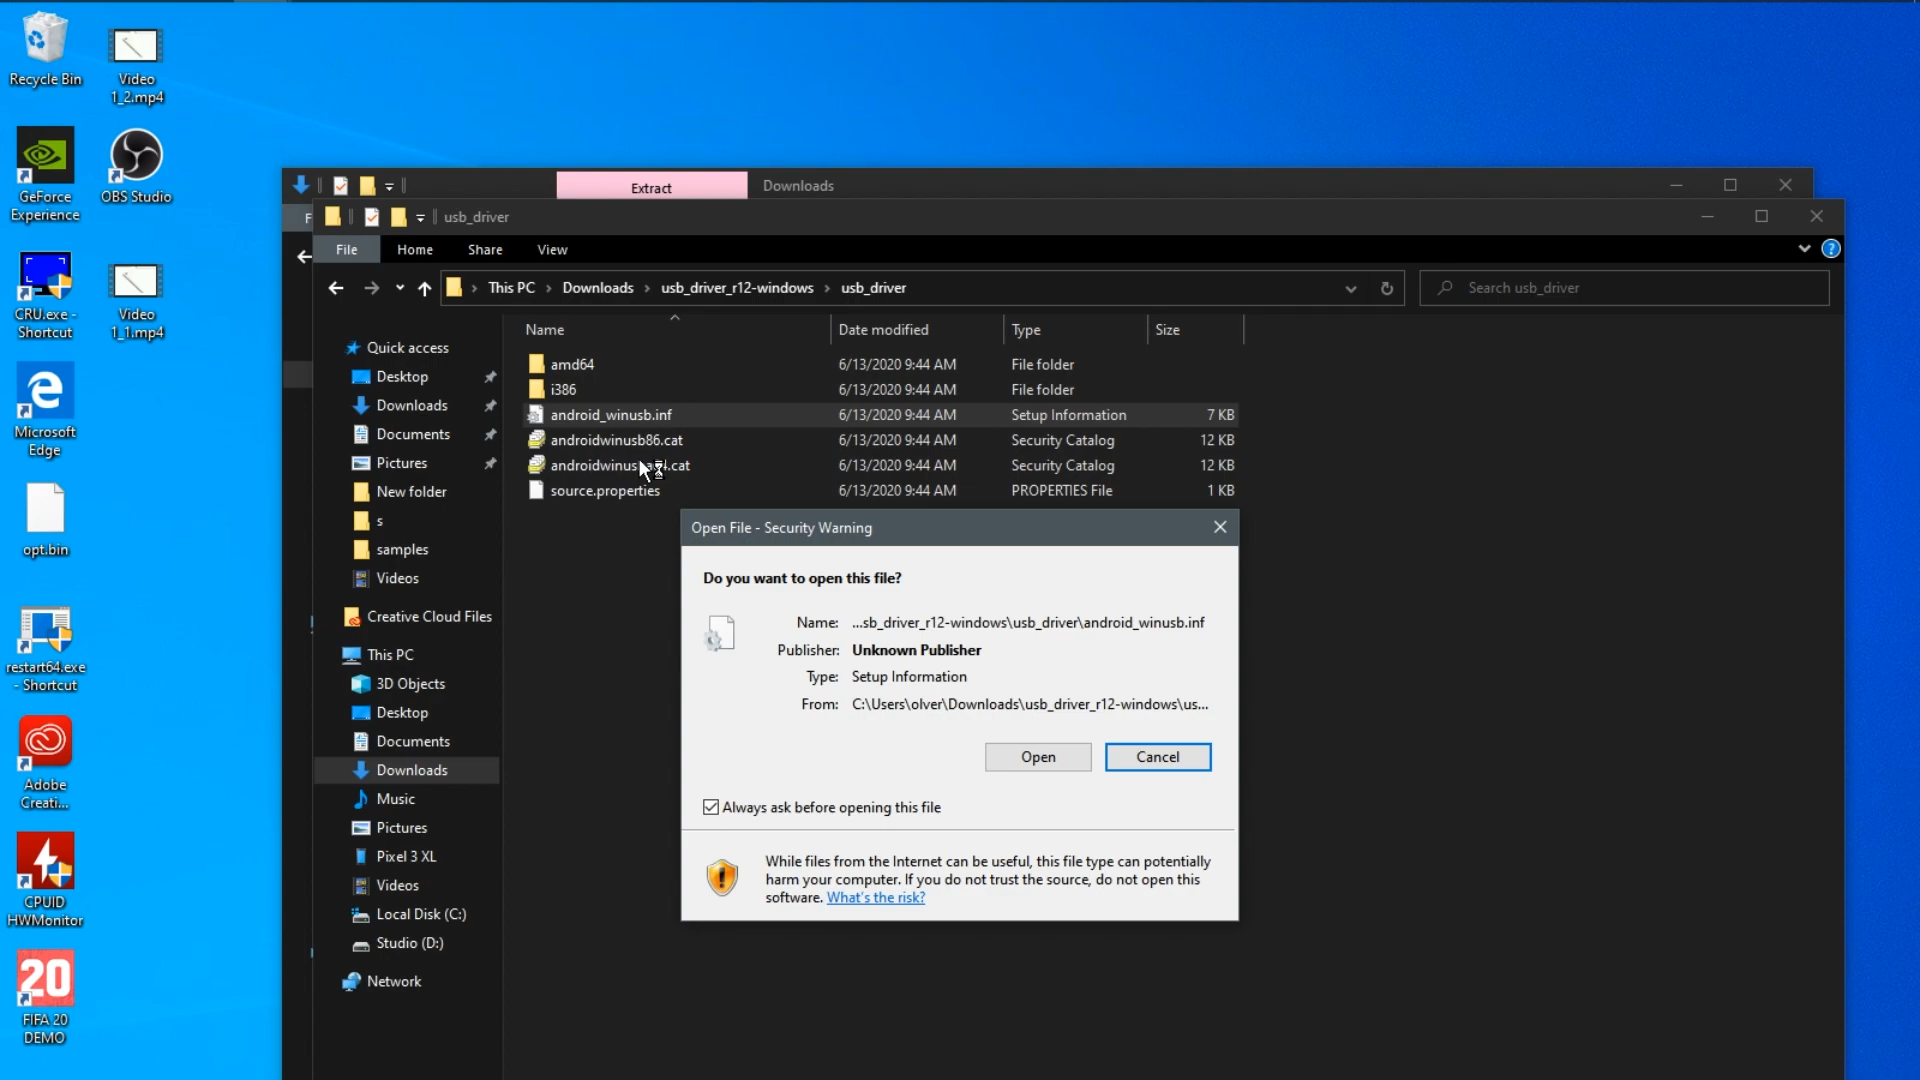 Recycle Bin
Video
1_2.mp4
GeForce
Experience
OBS Studio
CRU.exe -
Shortcut
Video
1_1.mp4
Microsoft
Edge
opt.bin
restart64.exe
- Shortcut
Adobe
Creati...
CPUID
HWMonitor
20
FIFA 20
DEMO
Extract
Downloads
F
usb_driver
File
Home
Share
View
This PC
Downloads
usb_driver_r12-windows
usb_driver
Search usb_driver
Quick access
Desktop
Downloads
Documents
Pictures
New folder
s
samples
Videos
Creative Cloud Files
This PC
3D Objects
Desktop
Documents
Downloads
Music
Pictures
Pixel 3 XL
Videos
Local Disk (C:)
Studio (D:)
Network
Name Date modified Type Size
amd64 6/13/2020 9:44 AM File folder
i386 6/13/2020 9:44 AM File folder
android_winusb.inf 6/13/2020 9:44 AM Setup Information 7 KB
androidwinusb86.cat 6/13/2020 9:44 AM Security Catalog 12 KB
6/13/2020 9:44 AM Security Catalog 12 KB
source.properties 6/13/2020 9:44 AM PROPERTIES File 1 KB
Open File - Security Warning
Do you want to open this file?
Name: ...sb_driver_r12-windows\usb_driver\android_winusb.inf
Publisher: Unknown Publisher
Type: Setup Information
From: C:\Users\olver\Downloads\usb_driver_r12-windows\us...
Open
Cancel
Always ask before opening this file
While files from the Internet can be useful, this file type can potentially
harm your computer. If you do not trust the source, do not open this
software. What's the risk?